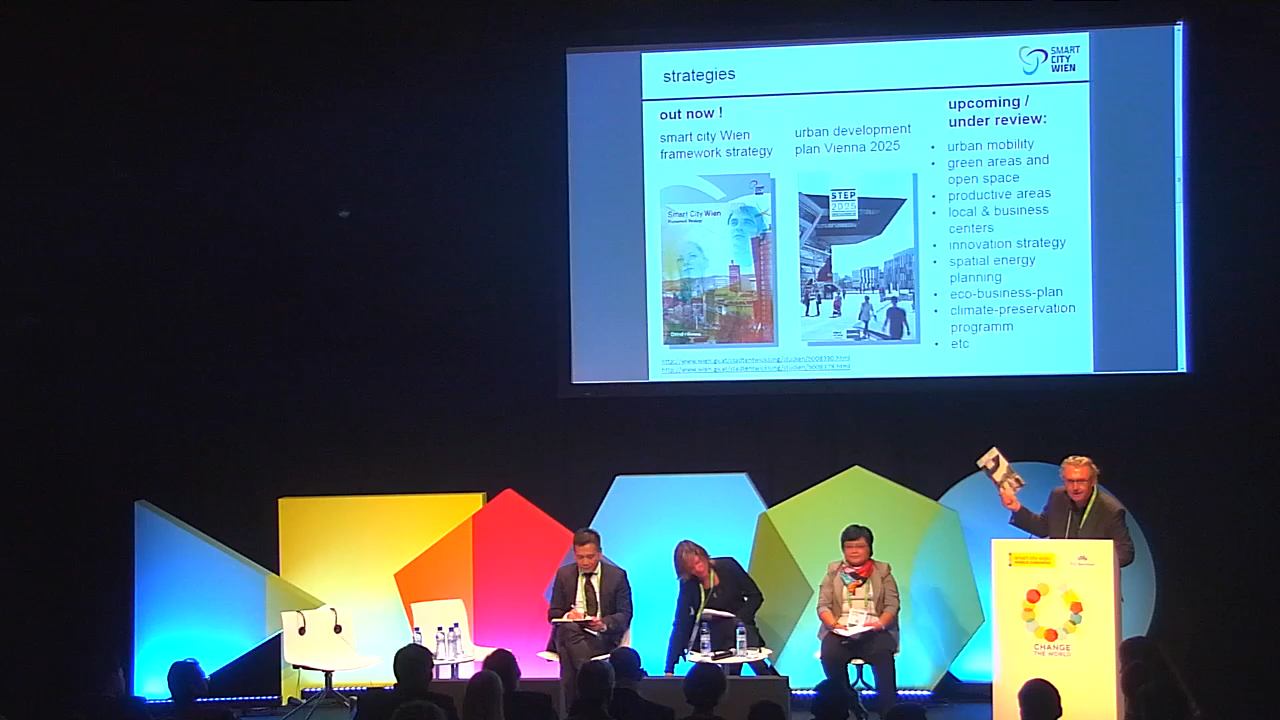 strategies
SMART
CITY
WIEN
out now !
smart city Wien
framework strategy
urban development
plan Vienna 2025
upcoming /
under review:
• urban mobility
• green areas and
open space
• productive areas
• local & business
centers
• innovation strategy
• spatial energy
planning
• eco-business-plan
• climate-preservation
programm
• etc
Smart City Wien
STEP
2025
CHANGE
THE WORLD